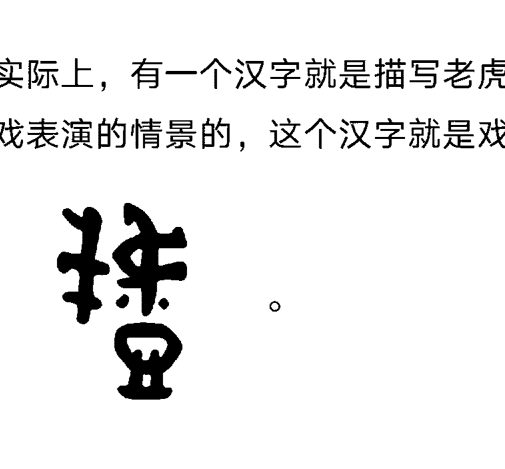 实际上，有一个汉字就是描写老虎
戏表演的情景的，这个汉字就是戏
。